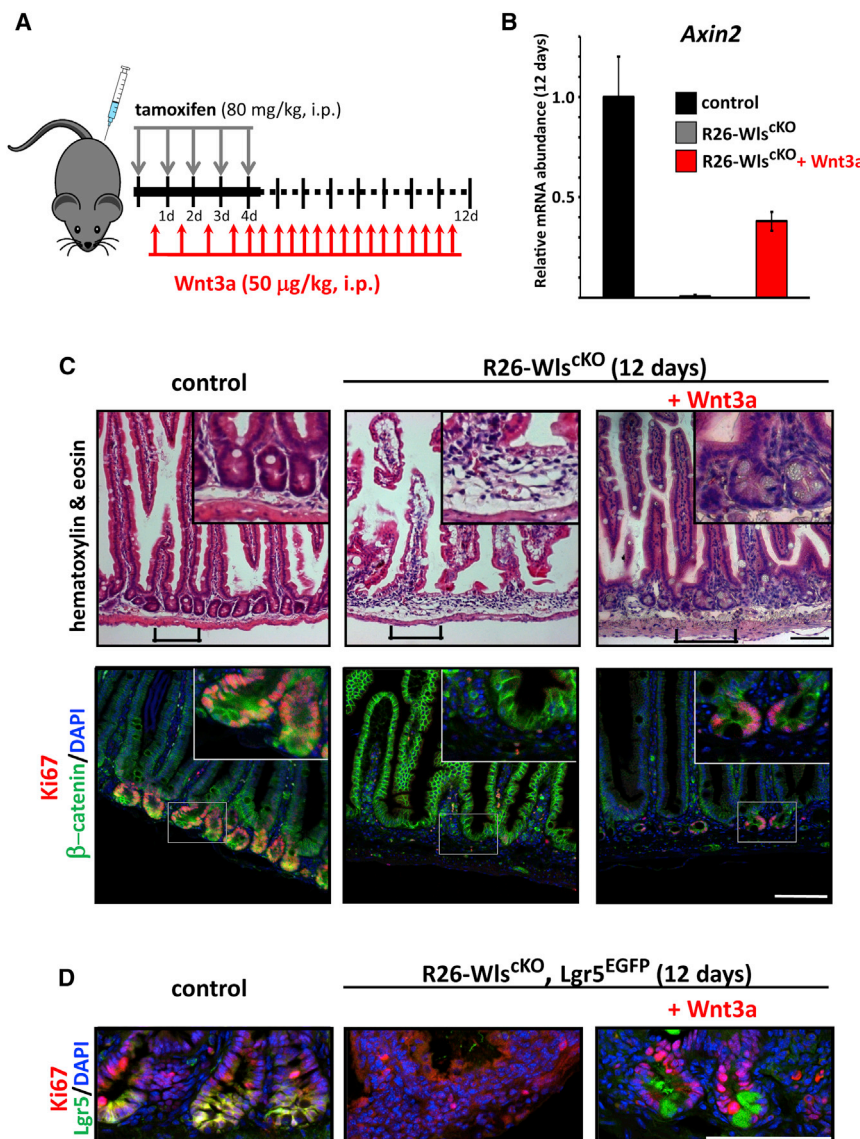 A
tamoxifen (80 mg/kg, i.p.)
1d 2d 3d 4d 12d
Wnt3a (50 μg/kg, i.p.)
B
Axin2
Relative mRNA abundance (12 days)
1.0
0.5
control
R26-Wls^cKO
R26-Wls^cKO + Wnt3a
C
control
R26-Wls^cKO (12 days)
+ Wnt3a
hematoxylin & eosin
Ki67
β–catenin/DAPI
D
control
R26-Wls^cKO, Lgr5^EGFP (12 days)
+ Wnt3a
Ki67
Lgr5/DAPI